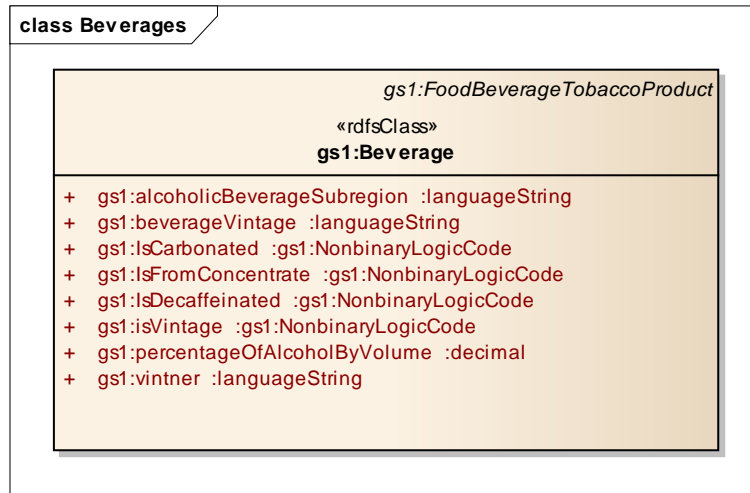 class Beverages
gs1:FoodBeverageTobaccoProduct
«rdfsClass»
gs1:Beverage
+ gs1:alcoholicBeverageSubregion :languageString
+ gs1:beverageVintage :languageString
+ gs1:IsCarbonated :gs1:NonbinaryLogicCode
+ gs1:IsFromConcentrate :gs1:NonbinaryLogicCode
+ gs1:IsDecaffeinated :gs1:NonbinaryLogicCode
+ gs1:isVintage :gs1:NonbinaryLogicCode
+ gs1:percentageOfAlcoholByVolume :decimal
+ gs1:vintner :languageString